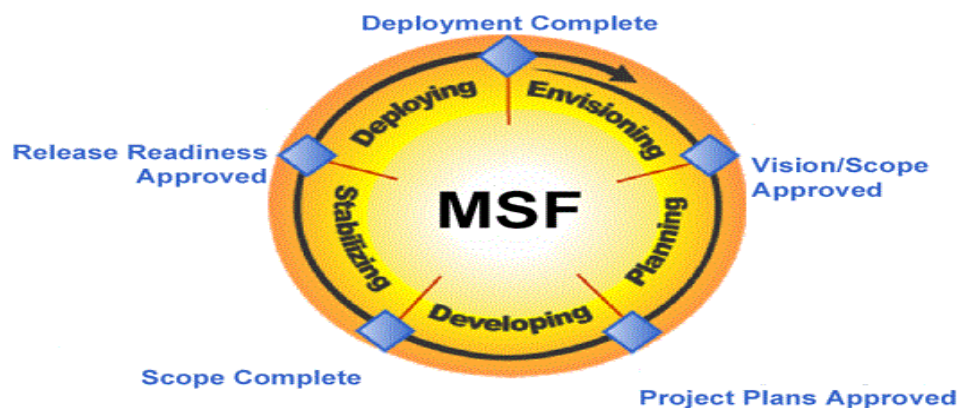 Deployment Complete
Deploying
Envisioning
Release Readiness
Approved
Vision/Scope
Approved
MSF
Stabilizing
Planning
Developing
Scope Complete
Project Plans Approved